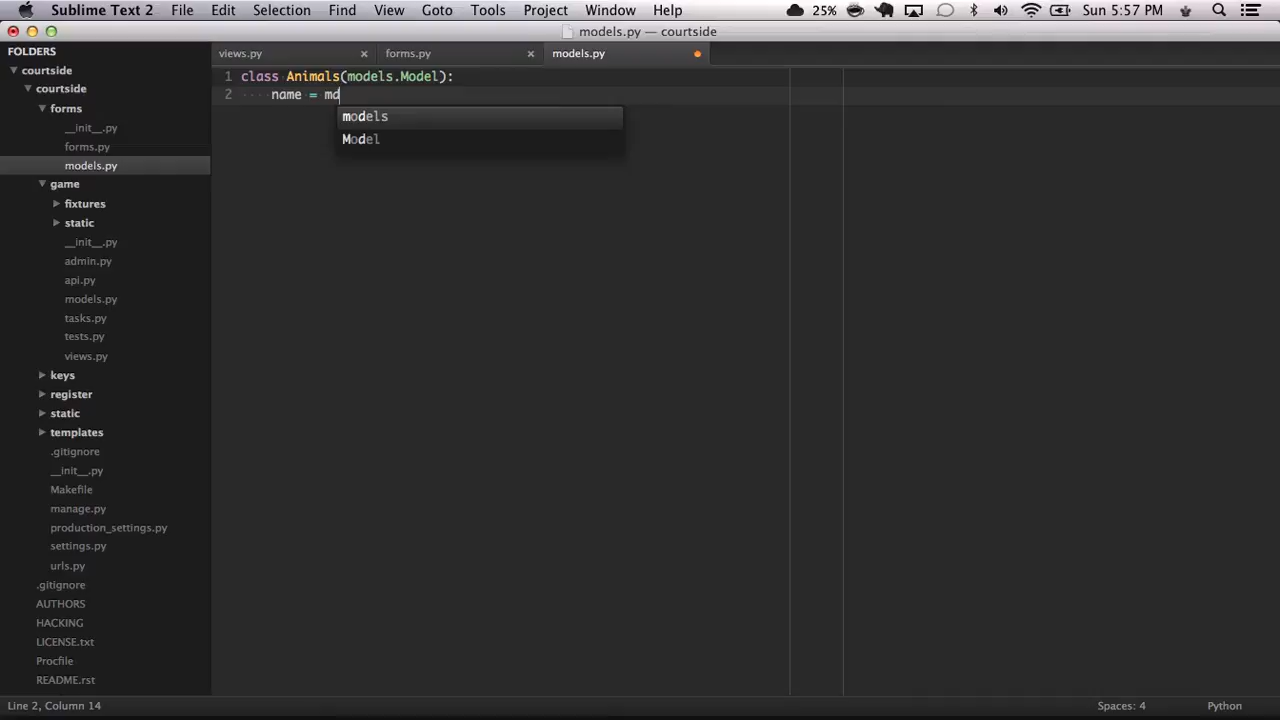 Sublime Text 2 File Edit Selection Find View Goto Tools Project Window Help 25% Sun 5:57 PM
models.py — courtside
FOLDERS
courtside
courtside
forms
__init__.py
forms.py
models.py
game
fixtures
static
__init__.py
admin.py
api.py
models.py
tasks.py
tests.py
views.py
keys
register
static
templates
.gitignore
__init__.py
Makefile
manage.py
production_settings.py
settings.py
urls.py
.gitignore
AUTHORS
HACKING
LICENSE.txt
Procfile
README.rst
views.py forms.py models.py
1 class Animals(models.Model):
2 name = md
models
Model
Line 2, Column 14 Spaces: 4 Python